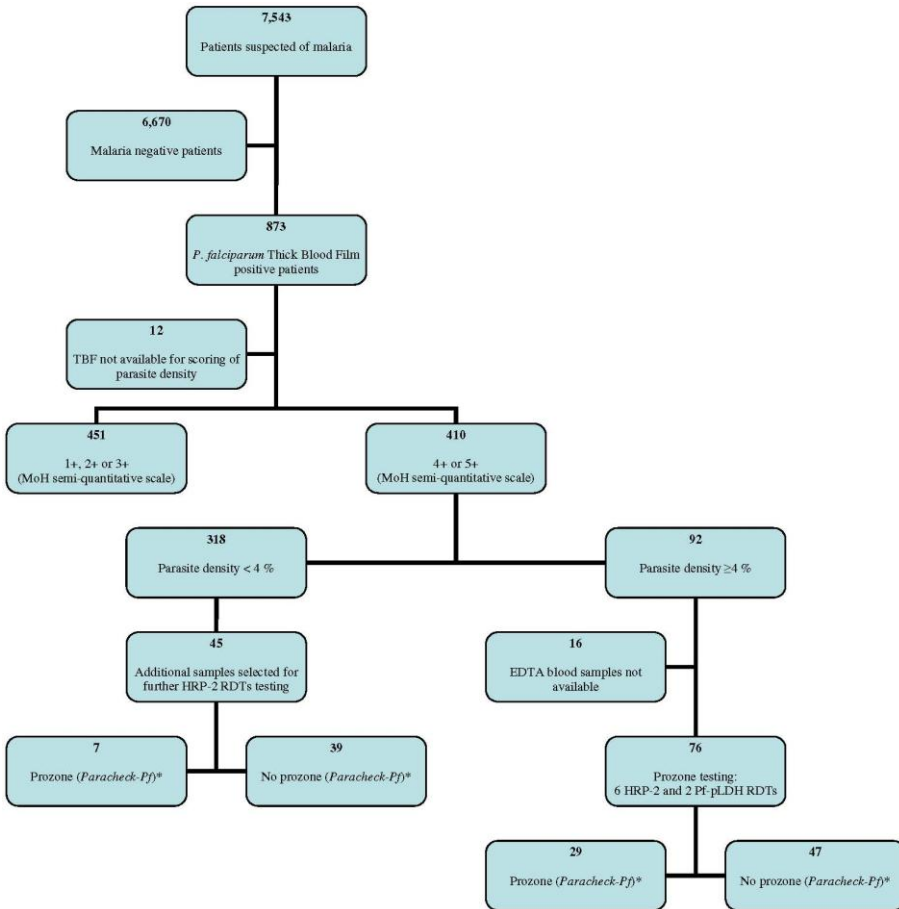 7,543
Patients suspected of malaria
6,670
Malaria negative patients
873
P. falciparum Thick Blood Film
positive patients
12
TBF not available for scoring of
parasite density
451
1+, 2+ or 3+
(MoH semi-quantitative scale)
410
4+ or 5+
(MoH semi-quantitative scale)
318
Parasite density < 4 %
92
Parasite density ≥4 %
45
Additional samples selected for
further HRP-2 RDTs testing
16
EDTA blood samples not
available
7
Prozone (Paracheck-Pf)*
39
No prozone (Paracheck-Pf)*
76
Prozone testing:
6 HRP-2 and 2 Pf-pLDH RDTs
29
Prozone (Paracheck-Pf)*
47
No prozone (Paracheck-Pf)*